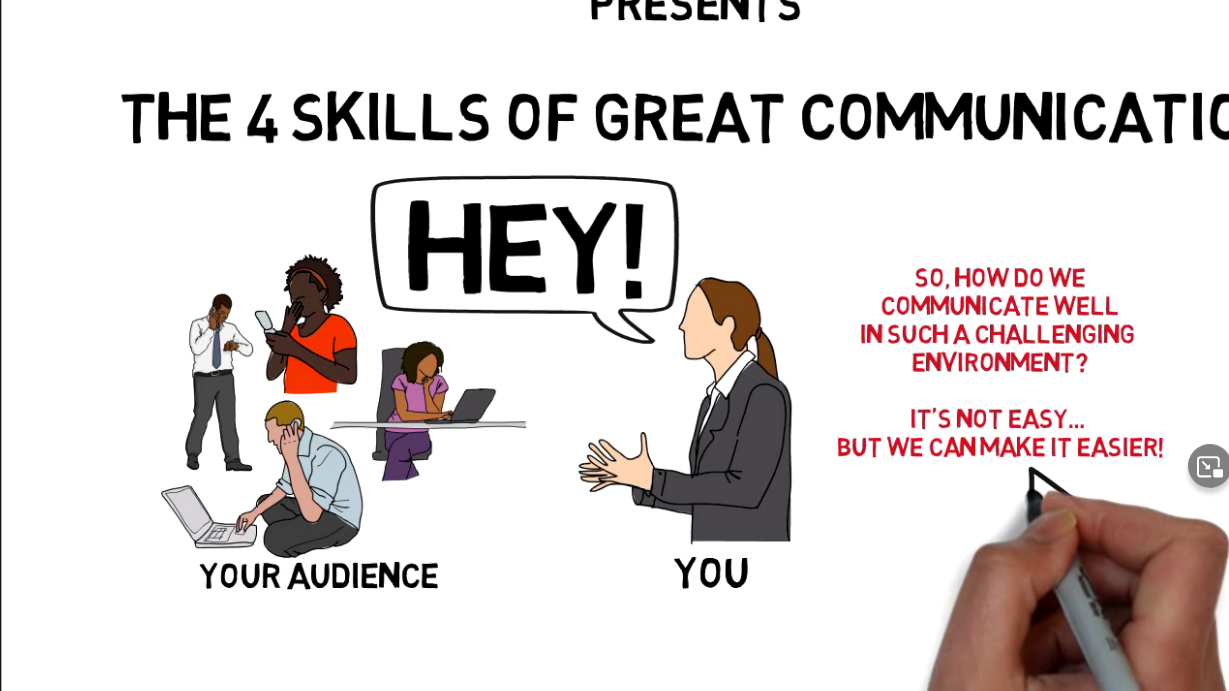 PRESENTS
THE 4 SKILLS OF GREAT COMMUNICATIO
HEY!
SO, HOW DO WE
COMMUNICATE WELL
IN SUCH A CHALLENGING
ENVIRONMENT?
IT'S NOT EASY...
BUT WE CAN MAKE IT EASIER!
YOUR AUDIENCE
YOU